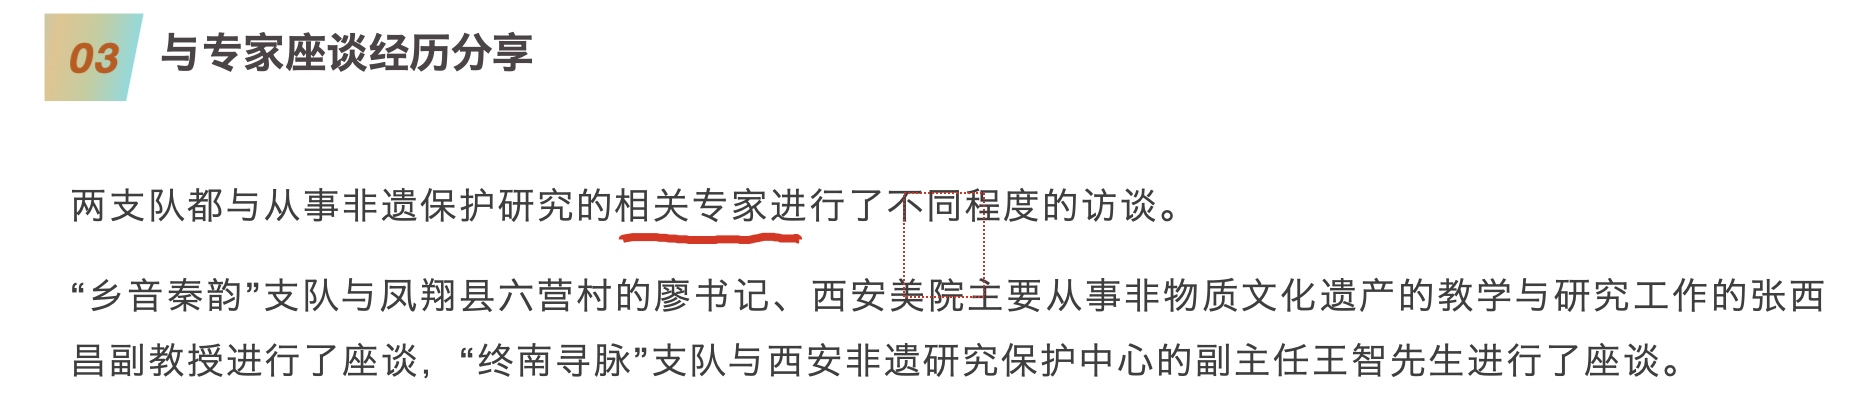 03 与专家座谈经历分享
两支队都与从事非遗保护研究的相关专家进行了不同程度的访谈。
“乡音秦韵”支队与凤翔县六营村的廖书记、西安美院主要从事非物质文化遗产的教学与研究工作的张西
昌副教授进行了座谈，“终南寻脉”支队与西安非遗研究保护中心的副主任王智先生进行了座谈。